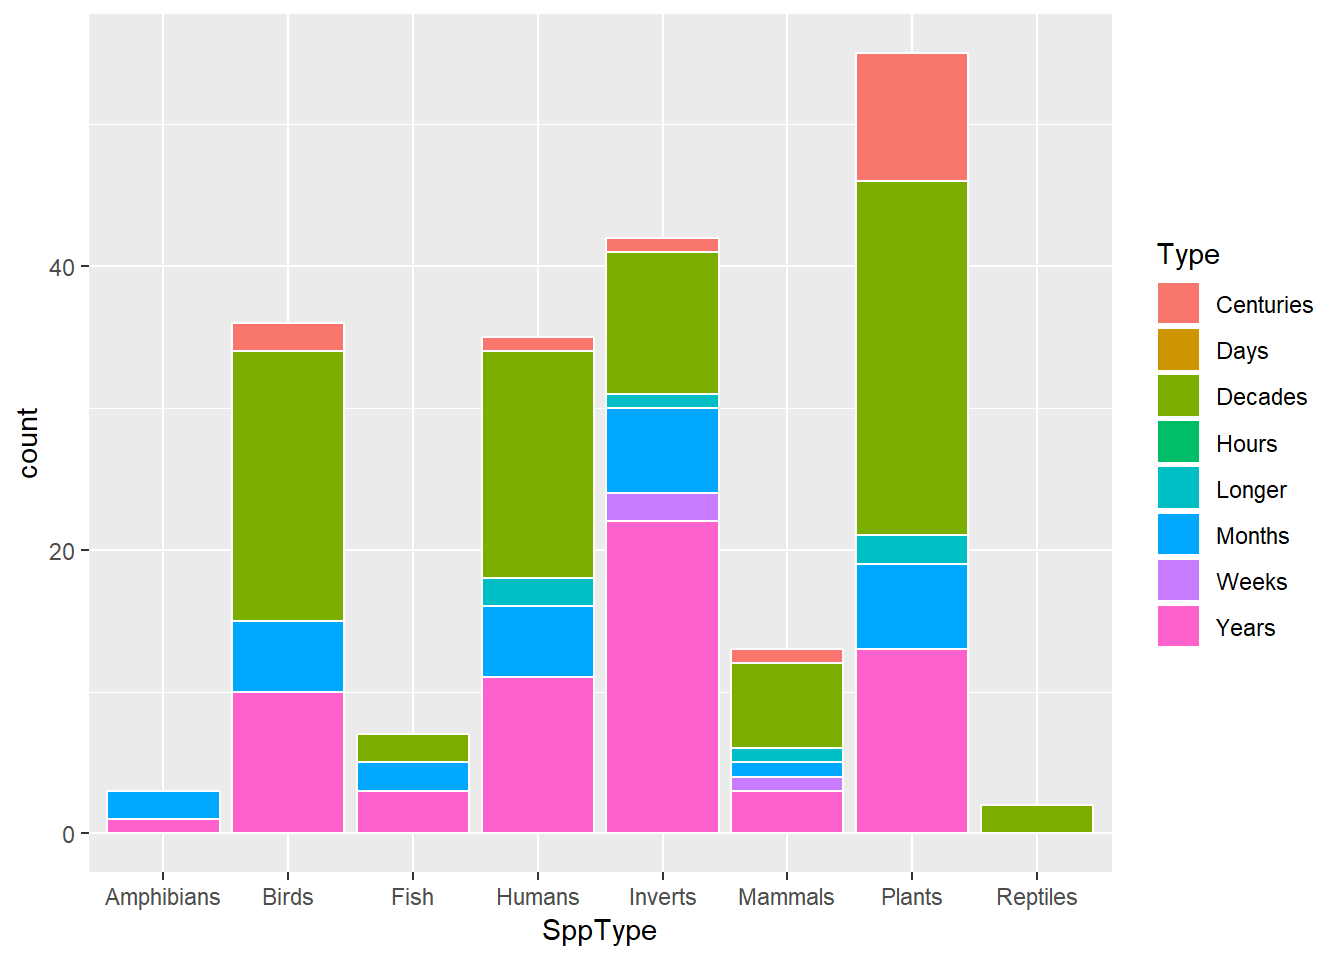 count
40
20
0
Amphibians Birds Fish Humans Inverts Mammals Plants Reptiles
SppType
Type
Centuries
Days
Decades
Hours
Longer
Months
Weeks
Years